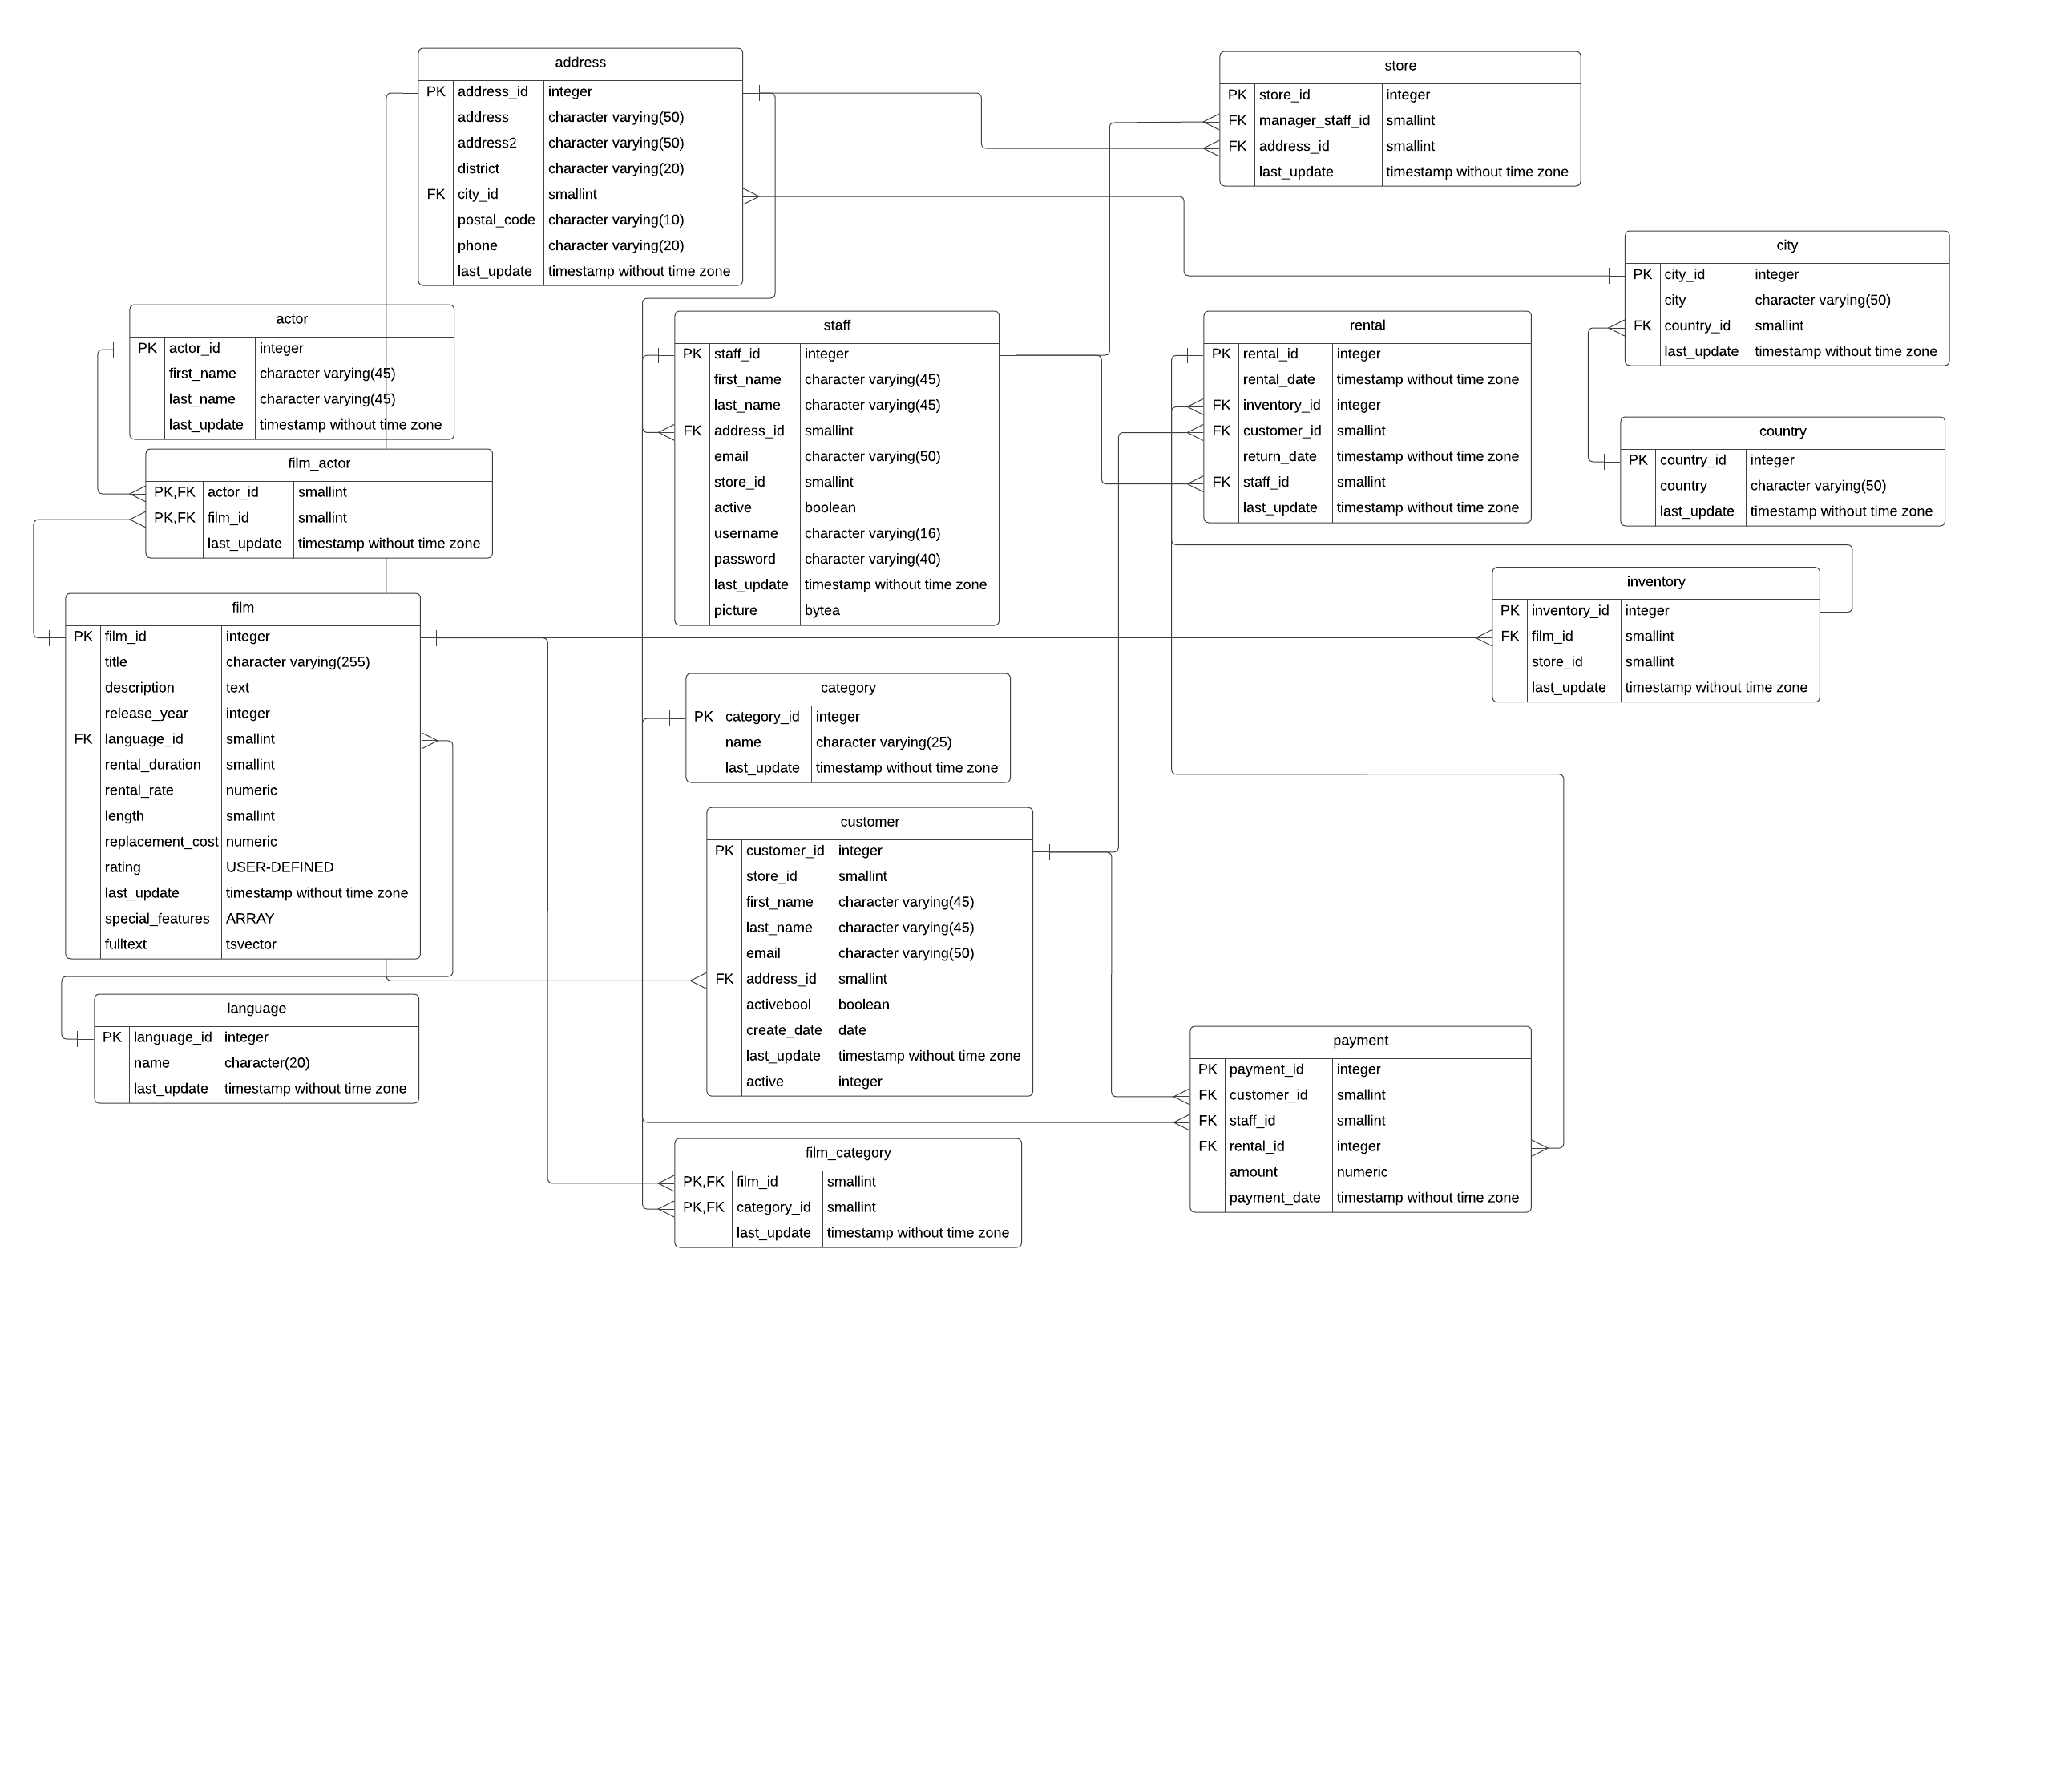 address
PK address_id integer
address character varying(50)
address2 character varying(50)
district character varying(20)
FK city_id smallint
postal_code character varying(10)
phone character varying(20)
last_update timestamp without time zone
store
PK store_id integer
FK manager_staff_id smallint
FK address_id smallint
last_update timestamp without time zone
city
PK city_id integer
city character varying(50)
FK country_id smallint
last_update timestamp without time zone
actor
PK actor_id integer
first_name character varying(45)
last_name character varying(45)
last_update timestamp without time zone
staff
PK staff_id integer
first_name character varying(45)
last_name character varying(45)
FK address_id smallint
email character varying(50)
store_id smallint
active boolean
username character varying(16)
password character varying(40)
last_update timestamp without time zone
picture bytea
rental
PK rental_id integer
rental_date timestamp without time zone
FK inventory_id integer
FK customer_id smallint
return_date timestamp without time zone
FK staff_id smallint
last_update timestamp without time zone
country
PK country_id integer
country character varying(50)
last_update timestamp without time zone
film_actor
PK,FK actor_id smallint
PK,FK film_id smallint
last_update timestamp without time zone
inventory
PK inventory_id integer
FK film_id smallint
store_id smallint
last_update timestamp without time zone
film
PK film_id integer
title character varying(255)
description text
release_year integer
FK language_id smallint
rental_duration smallint
rental_rate numeric
length smallint
replacement_cost numeric
rating USER-DEFINED
last_update timestamp without time zone
special_features ARRAY
fulltext tsvector
category
PK category_id integer
name character varying(25)
last_update timestamp without time zone
customer
PK customer_id integer
store_id smallint
first_name character varying(45)
last_name character varying(45)
email character varying(50)
FK address_id smallint
activebool boolean
create_date date
last_update timestamp without time zone
active integer
language
PK language_id integer
name character(20)
last_update timestamp without time zone
payment
PK payment_id integer
FK customer_id smallint
FK staff_id smallint
FK rental_id integer
amount numeric
payment_date timestamp without time zone
film_category
PK,FK film_id smallint
PK,FK category_id smallint
last_update timestamp without time zone